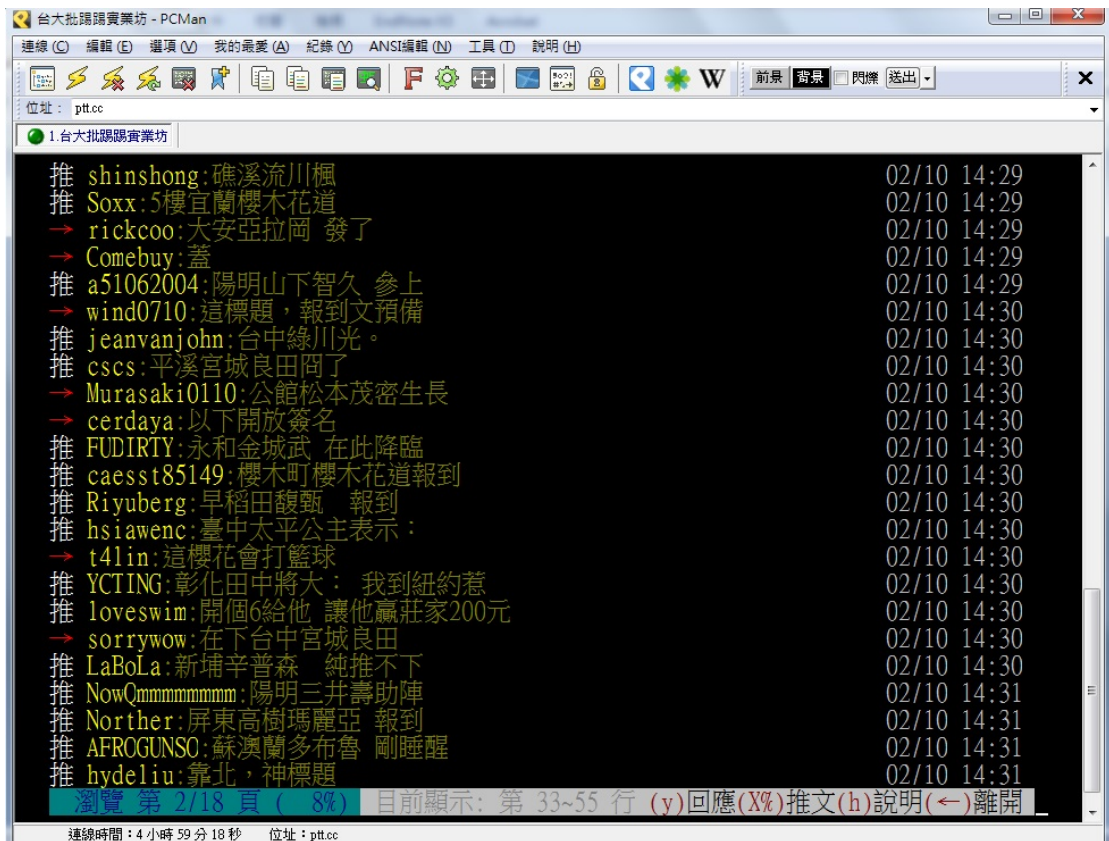 台大批踢踢實業坊 - PCMan
連線(C) 編輯(E) 選項(V) 我的最愛(A) 紀錄(Y) ANSI編輯(N) 工具(T) 說明(H)
F W 前景 背景 閃爍 送出
位址： ptt.cc
1.台大批踢踢實業坊
推 shinshong:礁溪流川楓 02/10 14:29
推 Soxx:5樓宜蘭櫻木花道 02/10 14:29
→ rickcoo:大安亞拉岡 發了 02/10 14:29
→ Comebuy:蓋 02/10 14:29
推 a51062004:陽明山下智久 參上 02/10 14:29
→ wind0710:這標題，報到文預備 02/10 14:30
推 jeanvanjohn:台中綠川光。 02/10 14:30
推 cscs:平溪宮城良田冏了 02/10 14:30
→ Murasaki0110:公館松本茂密生長 02/10 14:30
→ cerdaya:以下開放簽名 02/10 14:30
推 FUDIRTY:永和金城武 在此降臨 02/10 14:30
推 caesst85149:櫻木町櫻木花道報到 02/10 14:30
推 Riyuberg:早稻田馥甄 報到 02/10 14:30
推 hsiawenc:臺中太平公主表示： 02/10 14:30
→ t4lin:這櫻花會打籃球 02/10 14:30
推 YCTING:彰化田中將大： 我到紐約惹 02/10 14:30
推 loveswim:開個6給他 讓他贏莊家200元 02/10 14:30
→ sorrywow:在下台中宮城良田 02/10 14:30
推 LaBoLa:新埔辛普森 純推不下 02/10 14:30
推 NowQmmmmmmmm:陽明三井壽助陣 02/10 14:31
推 Norther:屏東高樹瑪麗亞 報到 02/10 14:31
推 AFROGUNSO:蘇澳蘭多布魯 剛睡醒 02/10 14:31
推 hydeliu:靠北，神標題 02/10 14:31
瀏覽 第 2/18 頁 ( 8%) 目前顯示: 第 33~55 行 (y)回應(X%)推文(h)說明(←)離開
連線時間：4 小時 59 分 18 秒 位址：ptt.cc